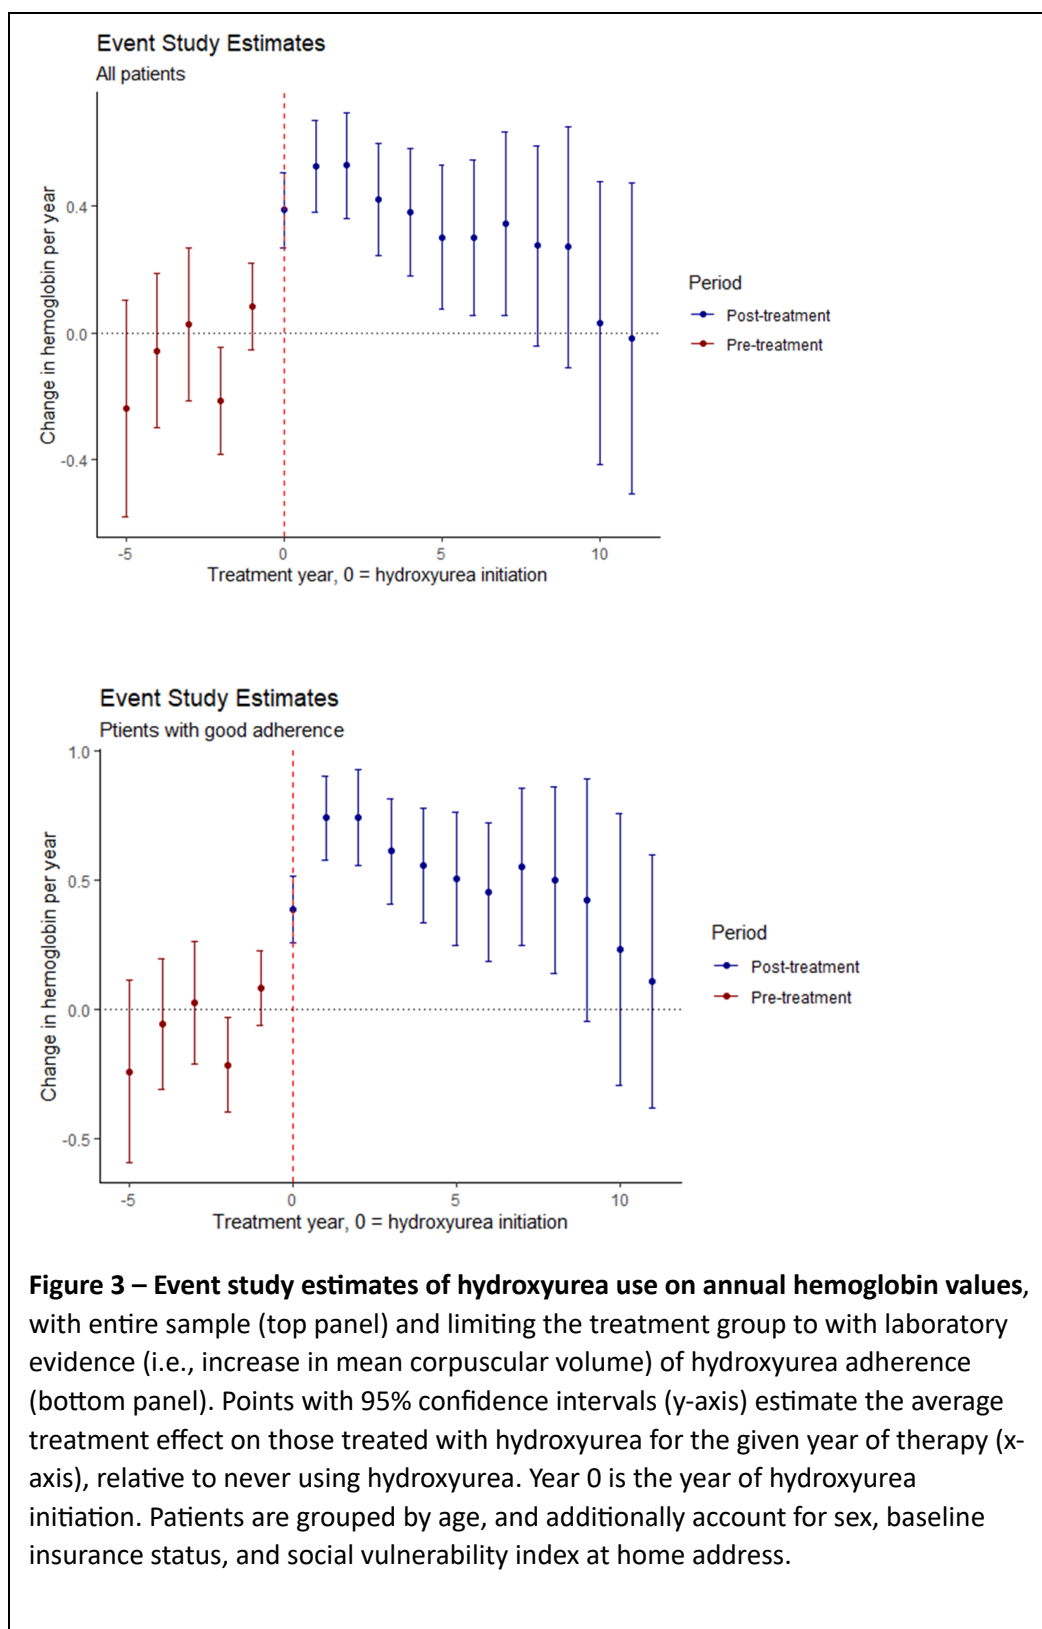 Event Study Estimates
All patients
Change in hemoglobin per year
0.4
0.0
-0.4
-5
0
5
10
Treatment year, 0 = hydroxyurea initiation
Period
Post-treatment
Pre-treatment
Event Study Estimates
Ptients with good adherence
Change in hemoglobin per year
1.0
0.5
0.0
-0.5
-5
0
5
10
Treatment year, 0 = hydroxyurea initiation
Period
Post-treatment
Pre-treatment
Figure 3 – Event study estimates of hydroxyurea use on annual hemoglobin values,
with entire sample (top panel) and limiting the treatment group to with laboratory
evidence (i.e., increase in mean corpuscular volume) of hydroxyurea adherence
(bottom panel). Points with 95% confidence intervals (y-axis) estimate the average
treatment effect on those treated with hydroxyurea for the given year of therapy (x-
axis), relative to never using hydroxyurea. Year 0 is the year of hydroxyurea
initiation. Patients are grouped by age, and additionally account for sex, baseline
insurance status, and social vulnerability index at home address.